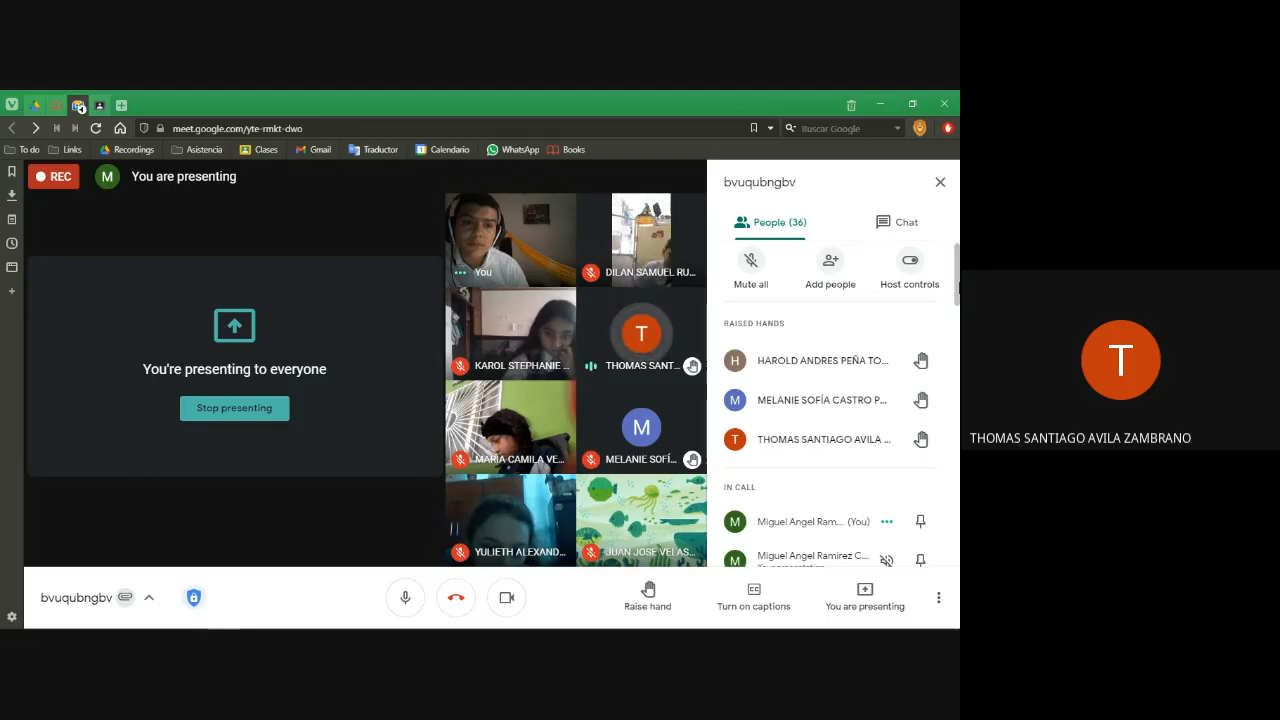 meet.google.com/yte-rmkt-dwo
Buscar Google
To do Links Recordings Asistencia Clases Gmail Traductor Calendario WhatsApp Books
REC M You are presenting
You're presenting to everyone
Stop presenting
You
DILAN SAMUEL RU...
KAROL STEPHANIE ...
T
THOMAS SANT...
MARIA CAMILA VE...
M
MELANIE SOFÍ...
YULIETH ALEXAND...
JUAN JOSE VELAS...
bvuqubngbv
People (36) Chat
Mute all Add people Host controls
RAISED HANDS
H HAROLD ANDRES PEÑA TO...
M MELANIE SOFÍA CASTRO P...
T THOMAS SANTIAGO AVILA ...
IN CALL
M Miguel Angel Ram... (You)
M Miguel Angel Ramirez C...
bvuqubngbv
Raise hand Turn on captions You are presenting
T
THOMAS SANTIAGO AVILA ZAMBRANO